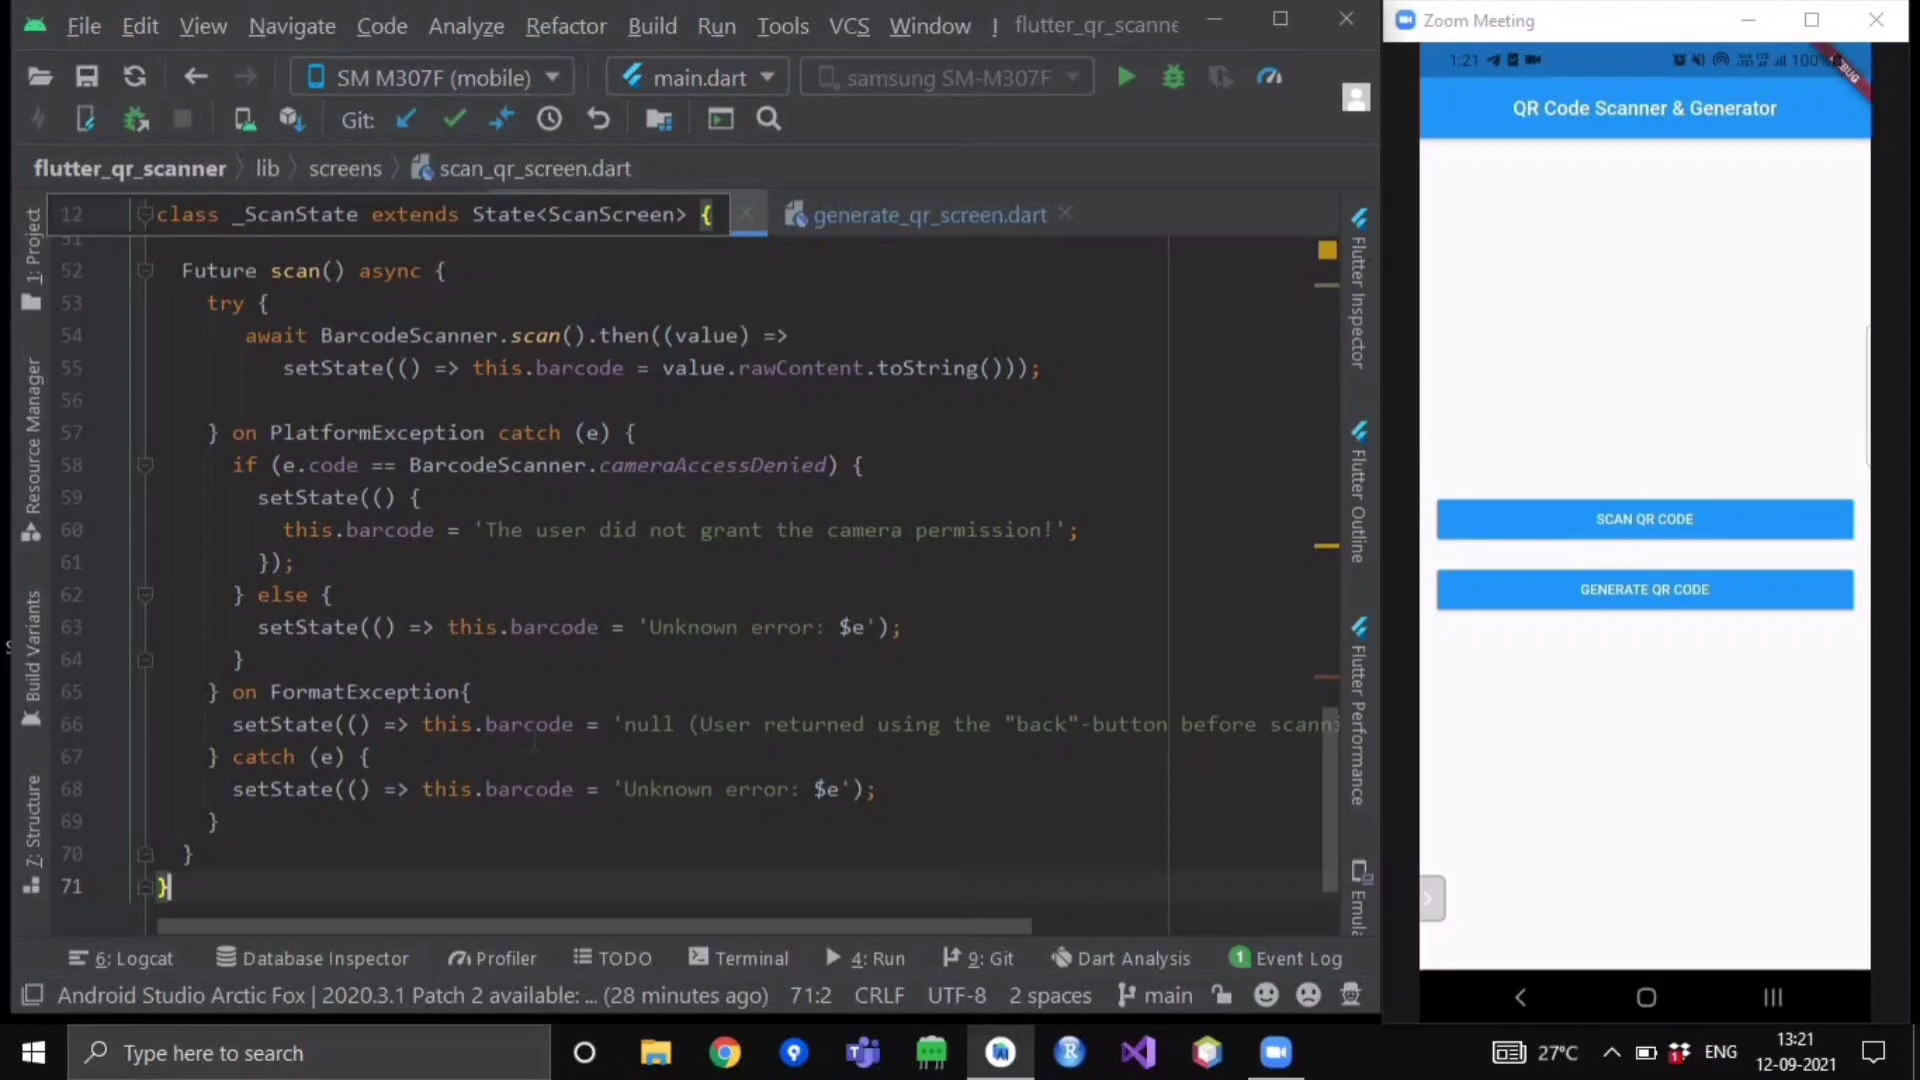 File Edit View Navigate Code Analyze Refactor Build Run Tools VCS Window flutter_qr_scanne
SM M307F (mobile) main.dart samsung SM-M307F
Git:
flutter_qr_scanner lib screens scan_qr_screen.dart
12 class _ScanState extends State<ScanScreen> {
generate_qr_screen.dart
51
52 Future scan() async {
53 try {
54 await BarcodeScanner.scan().then((value) =>
55 setState(() => this.barcode = value.rawContent.toString()));
56
57 } on PlatformException catch (e) {
58 if (e.code == BarcodeScanner.cameraAccessDenied) {
59 setState(() {
60 this.barcode = 'The user did not grant the camera permission!';
61 });
62 } else {
63 setState(() => this.barcode = 'Unknown error: $e');
64 }
65 } on FormatException{
66 setState(() => this.barcode = 'null (User returned using the "back"-button before scanni
67 } catch (e) {
68 setState(() => this.barcode = 'Unknown error: $e');
69 }
70 }
71 }
1: Project
Resource Manager
Build Variants
7: Structure
Flutter Inspector
Flutter Outline
Flutter Performance
Emula
6: Logcat Database Inspector Profiler TODO Terminal 4: Run 9: Git Dart Analysis 1 Event Log
Android Studio Arctic Fox | 2020.3.1 Patch 2 available: ... (28 minutes ago) 71:2 CRLF UTF-8 2 spaces main
Zoom Meeting
1:21 100%
BUG
QR Code Scanner & Generator
SCAN QR CODE
GENERATE QR CODE
Type here to search
27°C ENG
13:21
12-09-2021